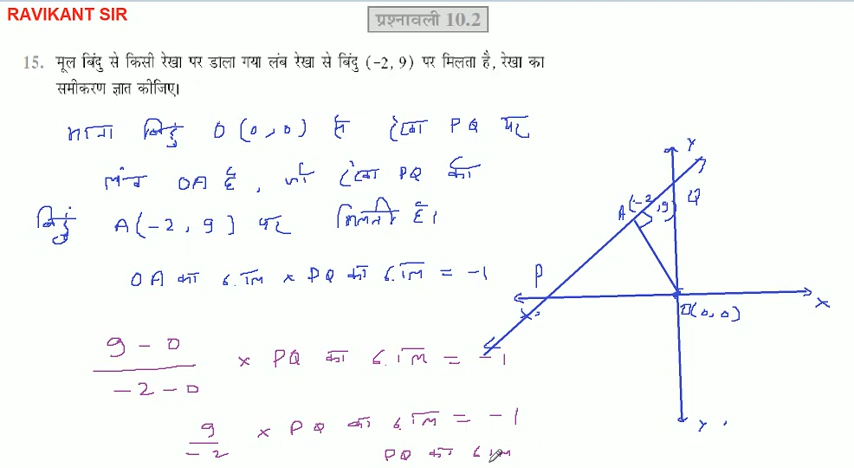 RAVIKANT SIR
प्रश्नावली 10.2
15. मूल बिंदु से किसी रेखा पर डाला गया लंब रेखा से बिंदु (-2, 9) पर मिलता है, रेखा का
समीकरण ज्ञात कीजिए।
माना बिंदु O (0,0) से रेखा PQ पर
लंब OA है, जो रेखा PQ को
बिंदु A(-2, 9) पर मिलती है।
OA का ढाल × PQ का ढाल = -1
9 - 0
-2 - 0
× PQ का ढाल = -1
9
-2
× PQ का ढाल = -1
PQ का ढाल
Y
A(-2, 9)
Q
P
X'
O(0,0)
X
Y'